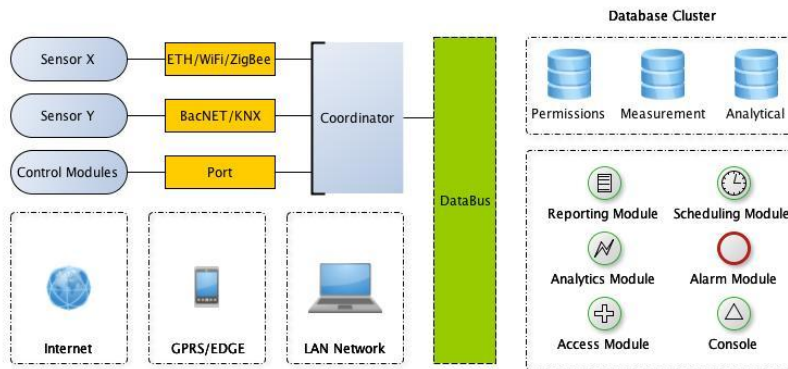 Database Cluster
Sensor X
ETH/WiFi/ZigBee
Sensor Y
BacNET/KNX
Coordinator
Control Modules
Port
DataBus
Permissions
Measurement
Analytical
Reporting Module
Scheduling Module
Analytics Module
Alarm Module
Access Module
Console
Internet
GPRS/EDGE
LAN Network